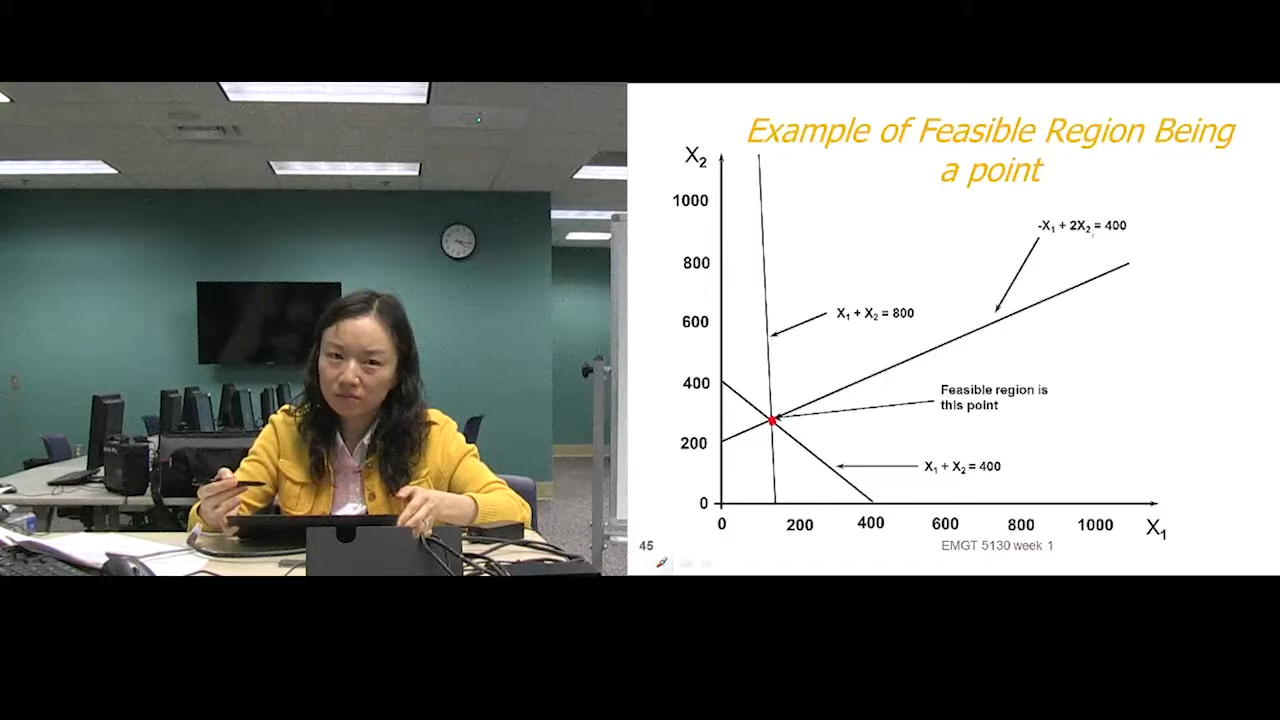 Example of Feasible Region Being
a point
X₂
1000
800
600
400
200
0
-X₁ + 2X₂ = 400
X₁ + X₂ = 800
Feasible region is
this point
X₁ + X₂ = 400
0 200 400 600 800 1000 X₁
45 EMGT 5130 week 1